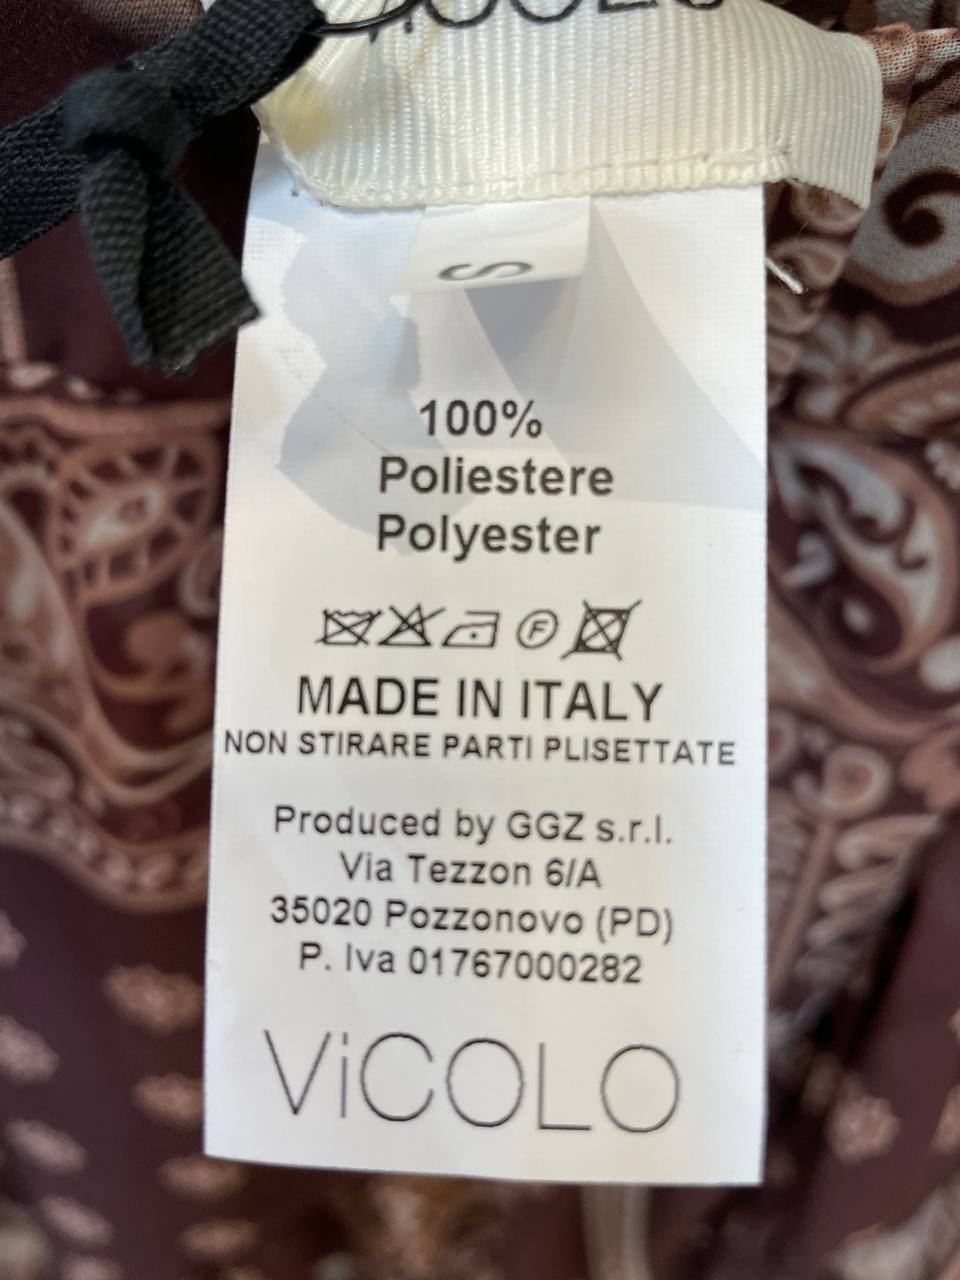 S
100%
Poliestere
Polyester
F
MADE IN ITALY
NON STIRARE PARTI PLISETTATE
Produced by GGZ s.r.l.
Via Tezzon 6/A
35020 Pozzonovo (PD)
P. Iva 01767000282
ViCOLO